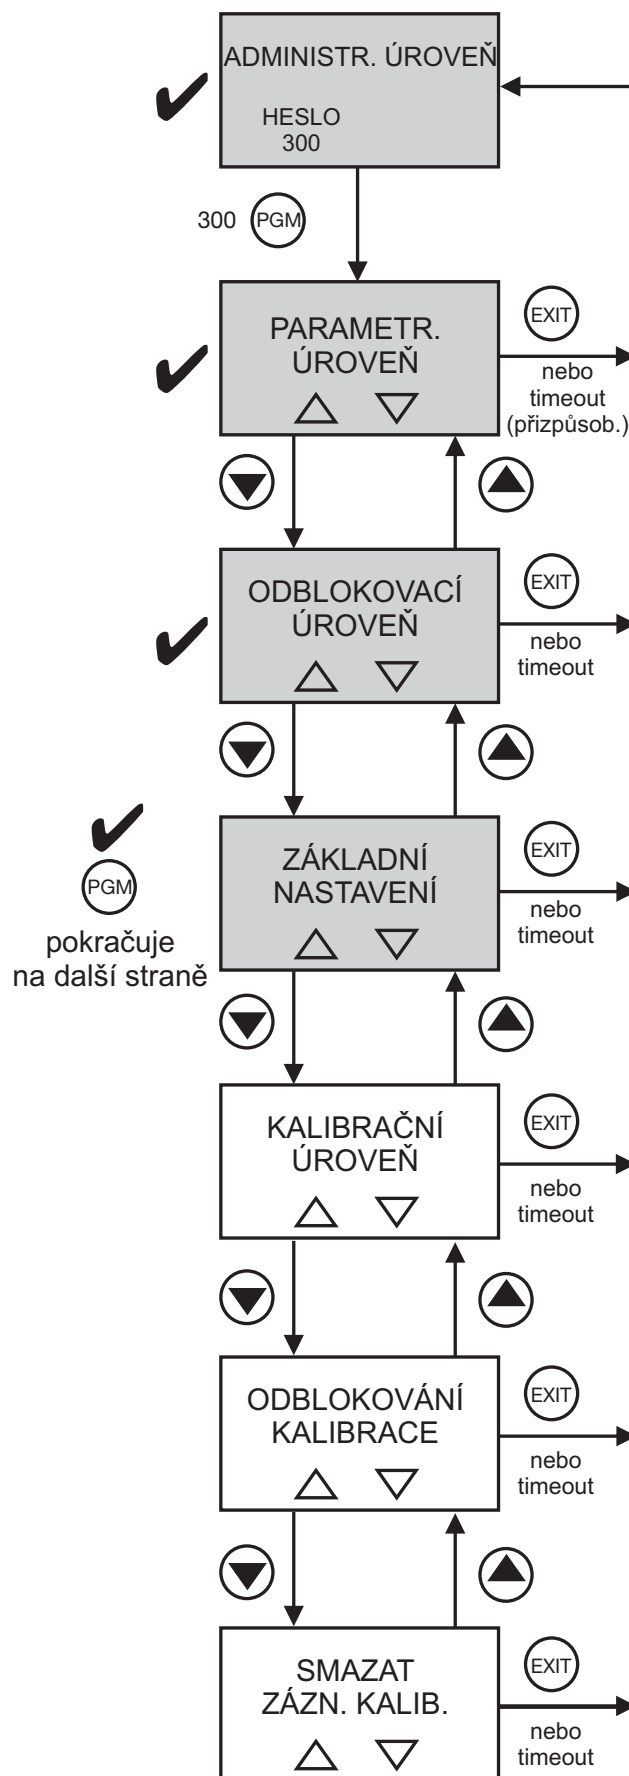 ADMINISTR. ÚROVEŇ
HESLO
300
300 PGM
PARAMETR.
ÚROVEŇ
EXIT
nebo
timeout
(přizpůsob.)
ODBLOKOVACÍ
ÚROVEŇ
EXIT
nebo
timeout
ZÁKLADNÍ
NASTAVENÍ
EXIT
nebo
timeout
PGM
pokračuje
na další straně
KALIBRAČNÍ
ÚROVEŇ
EXIT
nebo
timeout
ODBLOKOVÁNÍ
KALIBRACE
EXIT
nebo
timeout
SMAZAT
ZÁZN. KALIB.
EXIT
nebo
timeout